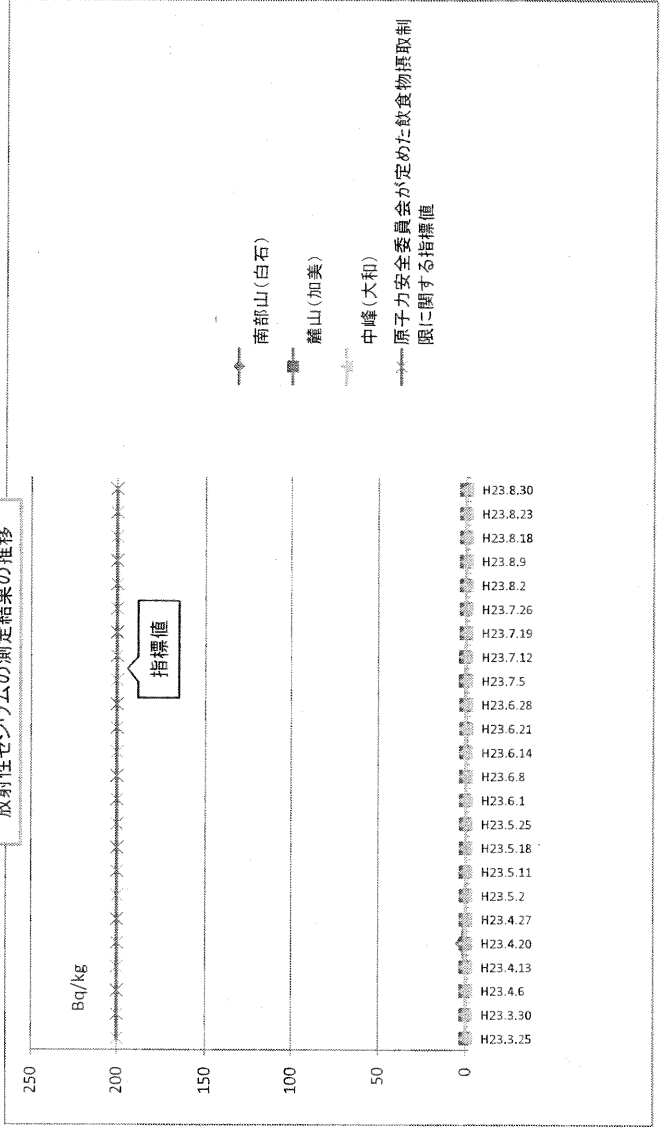 放射性セシウムの測定結果の推移
Bq/kg
250
200
150
100
50
0
指標値
H23.3.25
H23.3.30
H23.4.6
H23.4.13
H23.4.20
H23.4.27
H23.5.2
H23.5.11
H23.5.18
H23.5.25
H23.6.1
H23.6.8
H23.6.14
H23.6.21
H23.6.28
H23.7.5
H23.7.12
H23.7.19
H23.7.26
H23.8.2
H23.8.9
H23.8.18
H23.8.23
H23.8.30
南部山(白石)
麓山(加美)
中峰(大和)
原子力安全委員会が定めた飲食物摂取制
限に関する指標値